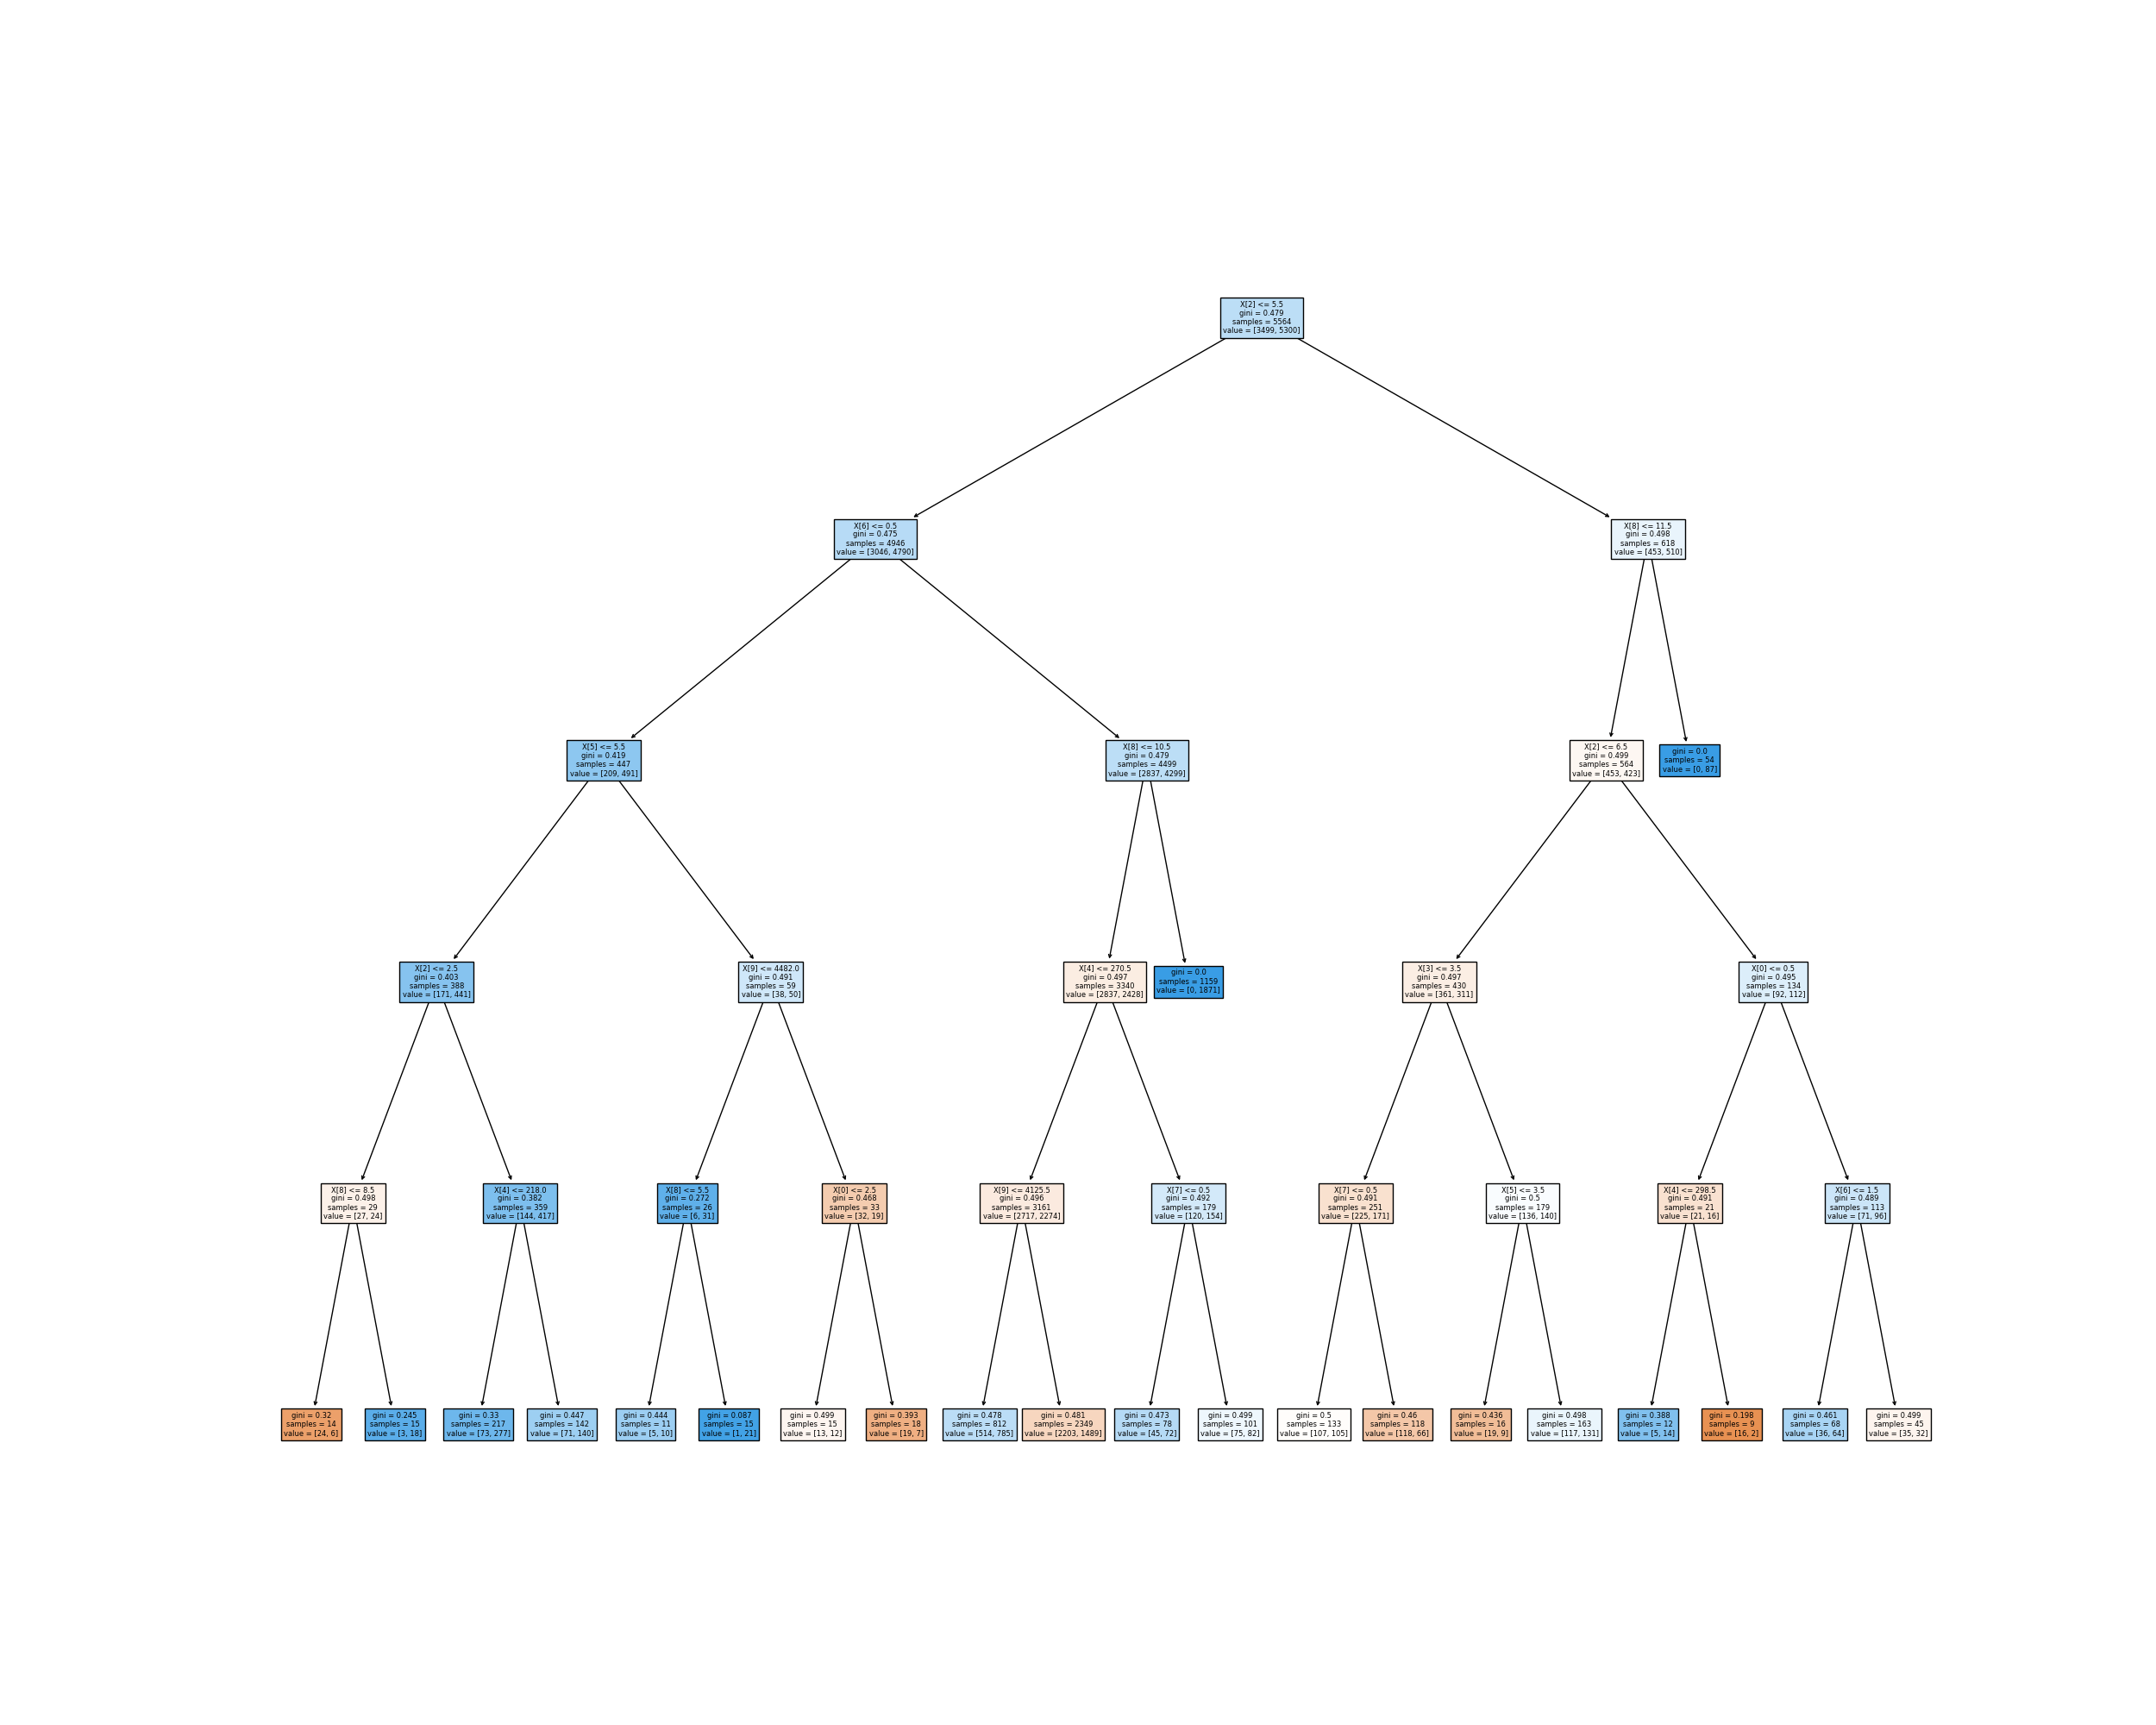 X[2] <= 5.5
gini = 0.479
samples = 5564
value = [3499, 5300]
X[6] <= 0.5
gini = 0.475
samples = 4946
value = [3046, 4790]
X[8] <= 11.5
gini = 0.498
samples = 618
value = [453, 510]
X[5] <= 5.5
gini = 0.419
samples = 447
value = [209, 491]
X[8] <= 10.5
gini = 0.479
samples = 4499
value = [2837, 4299]
X[2] <= 6.5
gini = 0.499
samples = 564
value = [453, 423]
gini = 0.0
samples = 54
value = [0, 87]
X[2] <= 2.5
gini = 0.403
samples = 388
value = [171, 441]
X[9] <= 4482.0
gini = 0.491
samples = 59
value = [38, 50]
X[4] <= 270.5
gini = 0.497
samples = 3340
value = [2837, 2428]
gini = 0.0
samples = 1159
value = [0, 1871]
X[3] <= 3.5
gini = 0.497
samples = 430
value = [361, 311]
X[0] <= 0.5
gini = 0.495
samples = 134
value = [92, 112]
X[8] <= 8.5
gini = 0.498
samples = 29
value = [27, 24]
X[4] <= 218.0
gini = 0.382
samples = 359
value = [144, 417]
X[8] <= 5.5
gini = 0.272
samples = 26
value = [6, 31]
X[0] <= 2.5
gini = 0.468
samples = 33
value = [32, 19]
X[9] <= 4125.5
gini = 0.496
samples = 3161
value = [2717, 2274]
X[7] <= 0.5
gini = 0.492
samples = 179
value = [120, 154]
X[7] <= 0.5
gini = 0.491
samples = 251
value = [225, 171]
X[5] <= 3.5
gini = 0.5
samples = 179
value = [136, 140]
X[4] <= 298.5
gini = 0.491
samples = 21
value = [21, 16]
X[6] <= 1.5
gini = 0.489
samples = 113
value = [71, 96]
gini = 0.32
samples = 14
value = [24, 6]
gini = 0.245
samples = 15
value = [3, 18]
gini = 0.33
samples = 217
value = [73, 277]
gini = 0.447
samples = 142
value = [71, 140]
gini = 0.444
samples = 11
value = [5, 10]
gini = 0.087
samples = 15
value = [1, 21]
gini = 0.499
samples = 15
value = [13, 12]
gini = 0.393
samples = 18
value = [19, 7]
gini = 0.478
samples = 812
value = [514, 785]
gini = 0.481
samples = 2349
value = [2203, 1489]
gini = 0.473
samples = 78
value = [45, 72]
gini = 0.499
samples = 101
value = [75, 82]
gini = 0.5
samples = 133
value = [107, 105]
gini = 0.46
samples = 118
value = [118, 66]
gini = 0.436
samples = 16
value = [19, 9]
gini = 0.498
samples = 163
value = [117, 131]
gini = 0.388
samples = 12
value = [5, 14]
gini = 0.198
samples = 9
value = [16, 2]
gini = 0.461
samples = 68
value = [36, 64]
gini = 0.499
samples = 45
value = [35, 32]